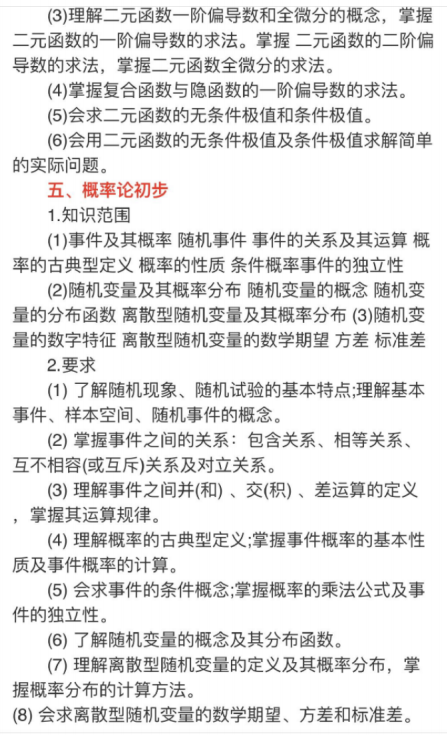 (3)理解二元函数一阶偏导数和全微分的概念，掌握
二元函数的一阶偏导数的求法。掌握 二元函数的二阶偏
导数的求法，掌握二元函数全微分的求法。
(4)掌握复合函数与隐函数的一阶偏导数的求法。
(5)会求二元函数的无条件极值和条件极值。
(6)会用二元函数的无条件极值及条件极值求解简单
的实际问题。
五、概率论初步
1.知识范围
(1)事件及其概率 随机事件 事件的关系及其运算 概
率的古典型定义 概率的性质 条件概率事件的独立性
(2)随机变量及其概率分布 随机变量的概念 随机变
量的分布函数 离散型随机变量及其概率分布 (3)随机变
量的数字特征 离散型随机变量的数学期望 方差 标准差
2.要求
(1) 了解随机现象、随机试验的基本特点;理解基本
事件、样本空间、随机事件的概念。
(2) 掌握事件之间的关系：包含关系、相等关系、
互不相容(或互斥)关系及对立关系。
(3) 理解事件之间并(和) 、交(积) 、差运算的定义
，掌握其运算规律。
(4) 理解概率的古典型定义;掌握事件概率的基本性
质及事件概率的计算。
(5) 会求事件的条件概念;掌握概率的乘法公式及事
件的独立性。
(6) 了解随机变量的概念及其分布函数。
(7) 理解离散型随机变量的定义及其概率分布，掌
握概率分布的计算方法。
(8) 会求离散型随机变量的数学期望、方差和标准差。